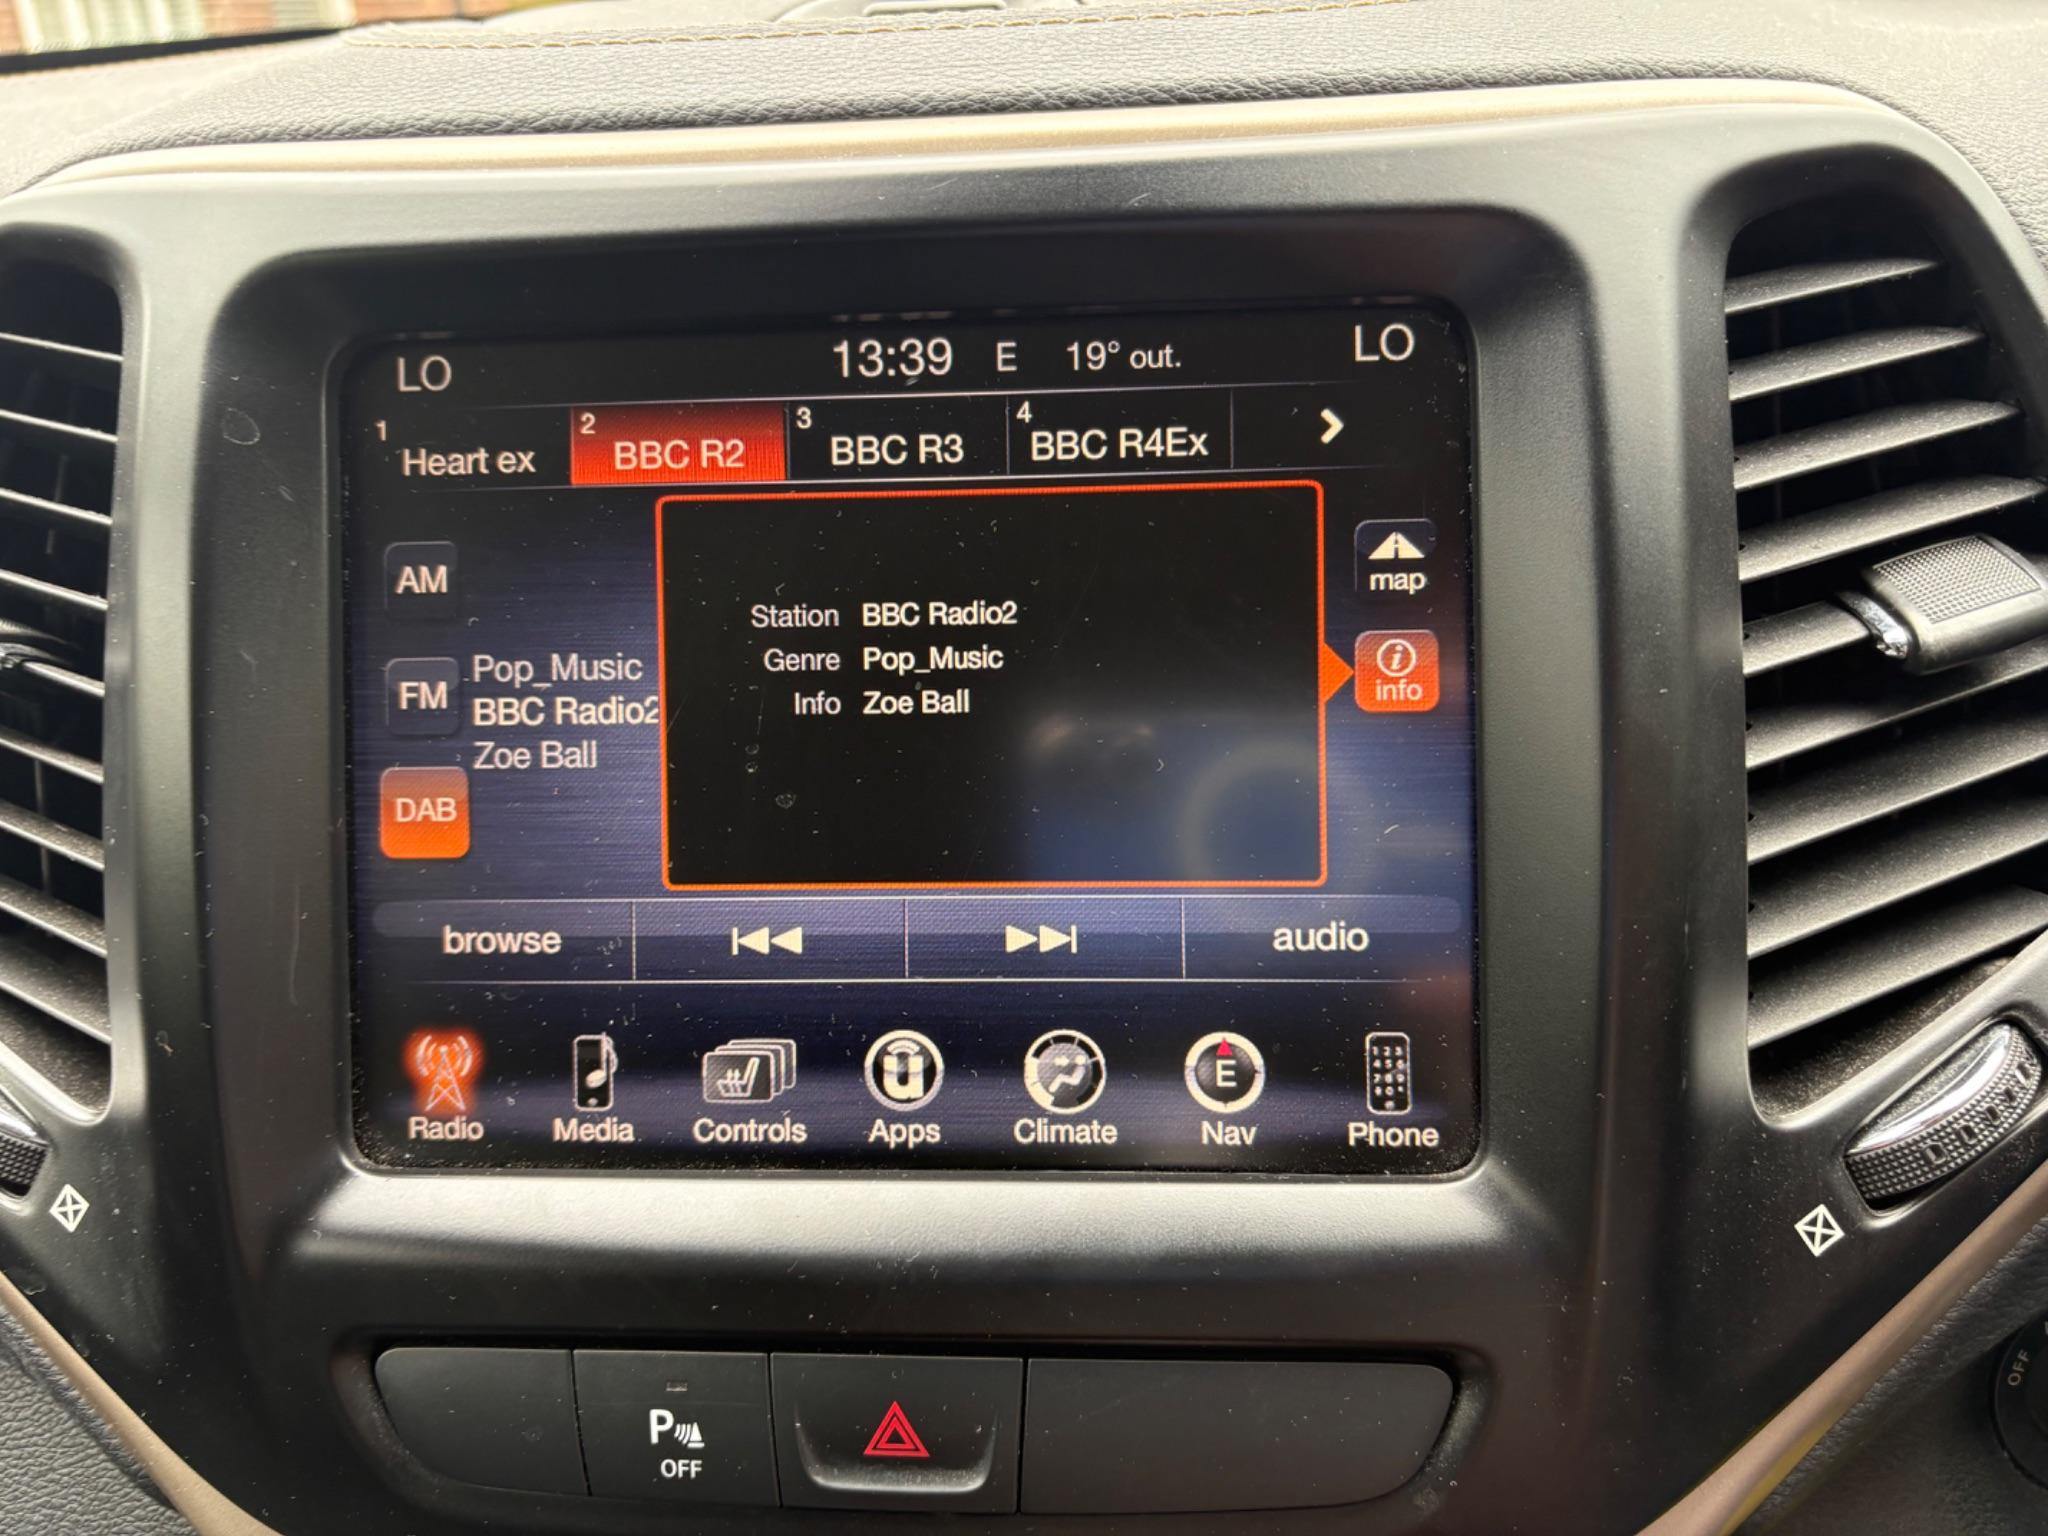 LO 13:39 E 19° out. LO
1 Heart ex 2 BBC R2 3 BBC R3 4 BBC R4Ex
AM
FM
DAB
Pop_Music
BBC Radio2
Zoe Ball
Station BBC Radio2
Genre Pop_Music
Info Zoe Ball
map
info
browse audio
Radio Media Controls Apps Climate E Nav Phone
P
OFF
OFF